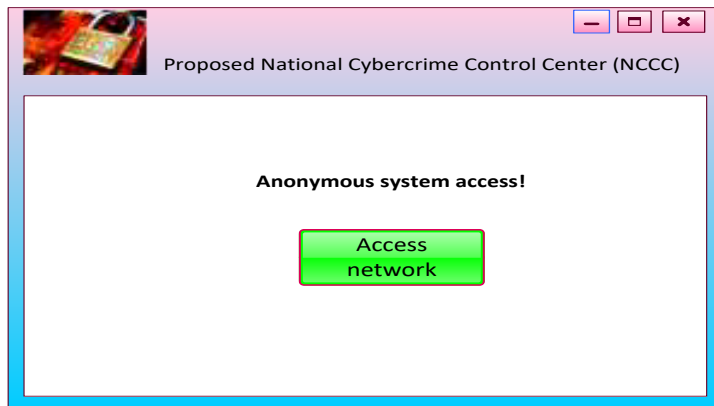 Proposed National Cybercrime Control Center (NCCC)
Anonymous system access!
Access
network